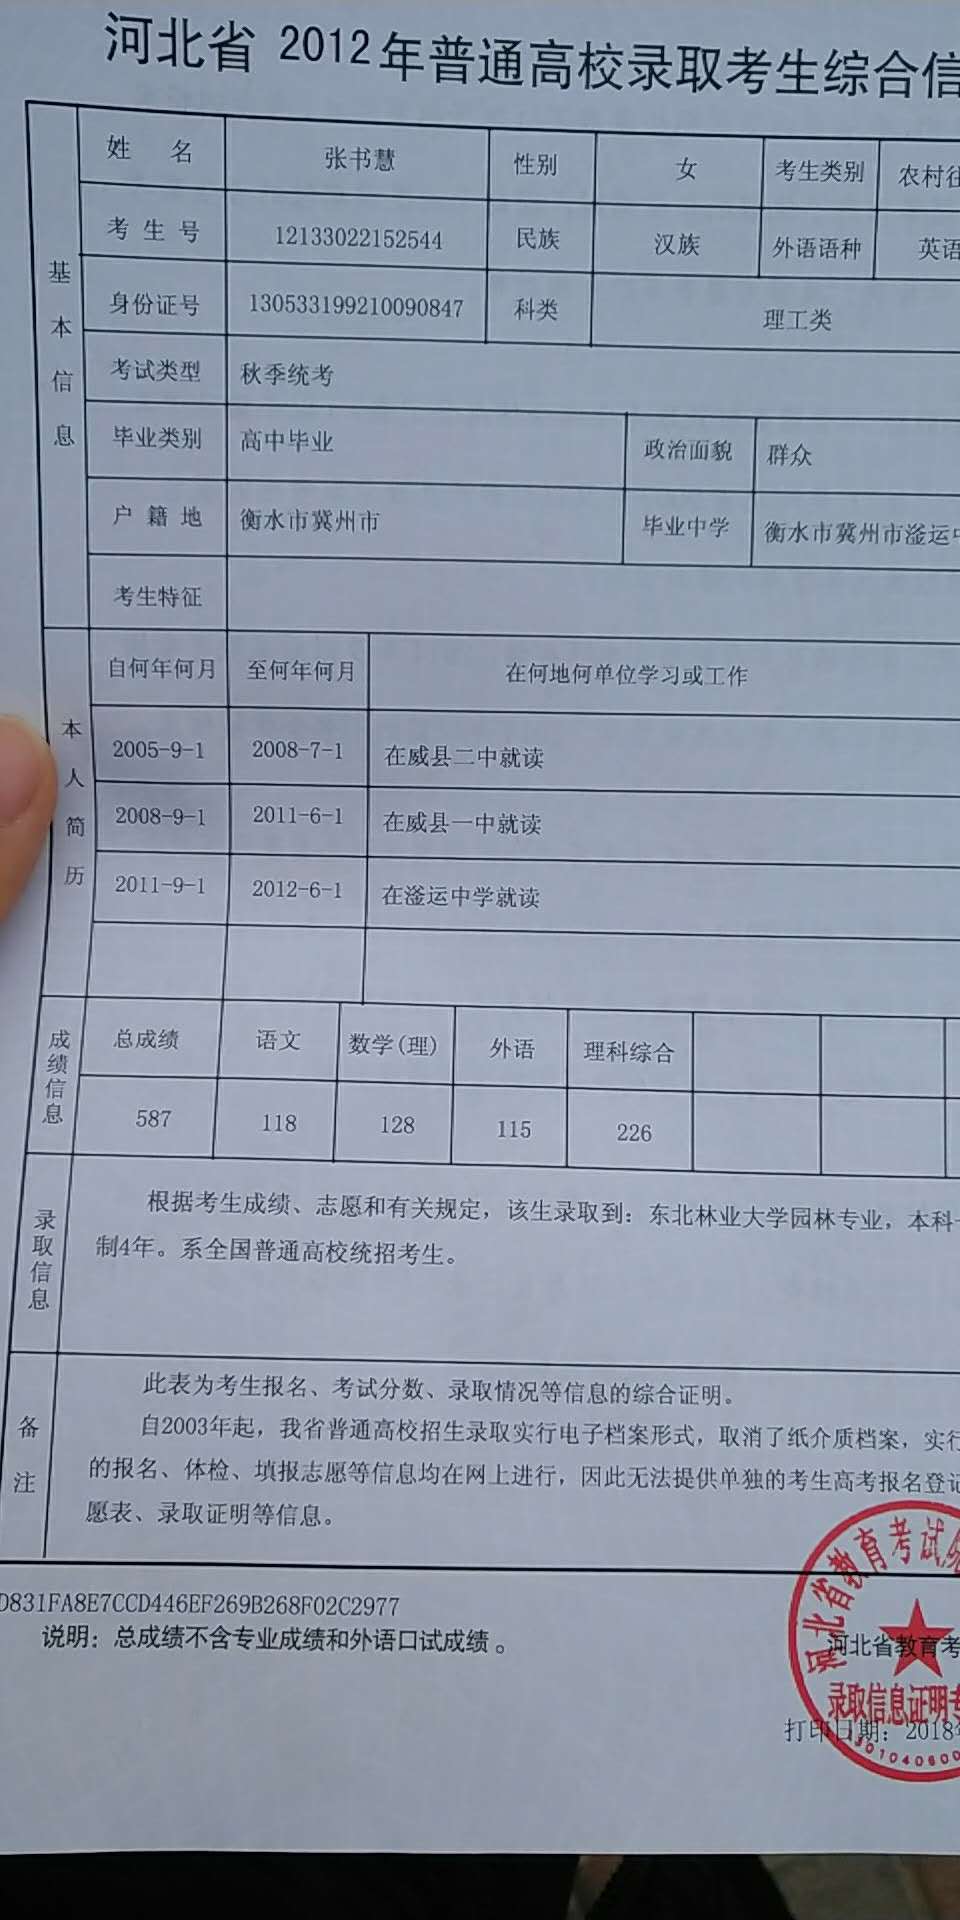 河北省 2012年普通高校录取考生综合信
基本信息
姓 名 张书慧 性别 女 考生类别 农村往
考 生 号 12133022152544 民族 汉族 外语语种 英语
身份证号 130533199210090847 科类 理工类
考试类型 秋季统考
毕业类别 高中毕业 政治面貌 群众
户 籍 地 衡水市冀州市 毕业中学 衡水市冀州市滏运中
考生特征
本人简历
自何年何月 至何年何月 在何地何单位学习或工作
2005-9-1 2008-7-1 在威县二中就读
2008-9-1 2011-6-1 在威县一中就读
2011-9-1 2012-6-1 在滏运中学就读
成绩信息
总成绩 语文 数学(理) 外语 理科综合
587 118 128 115 226
录取信息
根据考生成绩、志愿和有关规定，该生录取到：东北林业大学园林专业，本科
制4年。系全国普通高校统招考生。
备注
此表为考生报名、考试分数、录取情况等信息的综合证明。
自2003年起，我省普通高校招生录取实行电子档案形式，取消了纸介质档案，实行
的报名、体检、填报志愿等信息均在网上进行，因此无法提供单独的考生高考报名登记
愿表、录取证明等信息。
D831FA8E7CCD446EF269B268F02C2977
说明：总成绩不含专业成绩和外语口试成绩。
河北省教育考试院
河北省教育考
录取信息证明专
打印日期：2018
1301040600